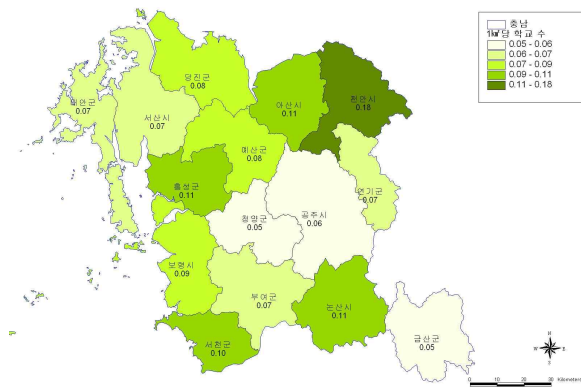 충남
1㎢당 학교 수
0.05 - 0.06
0.06 - 0.07
0.07 - 0.09
0.09 - 0.11
0.11 - 0.18
당진군
0.08
아산시
0.11
천안시
0.18
태안군
0.07
서산시
0.07
예산군
0.08
홍성군
0.11
연기군
0.07
청양군
0.05
공주시
0.06
보령시
0.09
부여군
0.07
논산시
0.11
서천군
0.10
금산군
0.05
N
W E
S
0 10 20 30 Kilometers